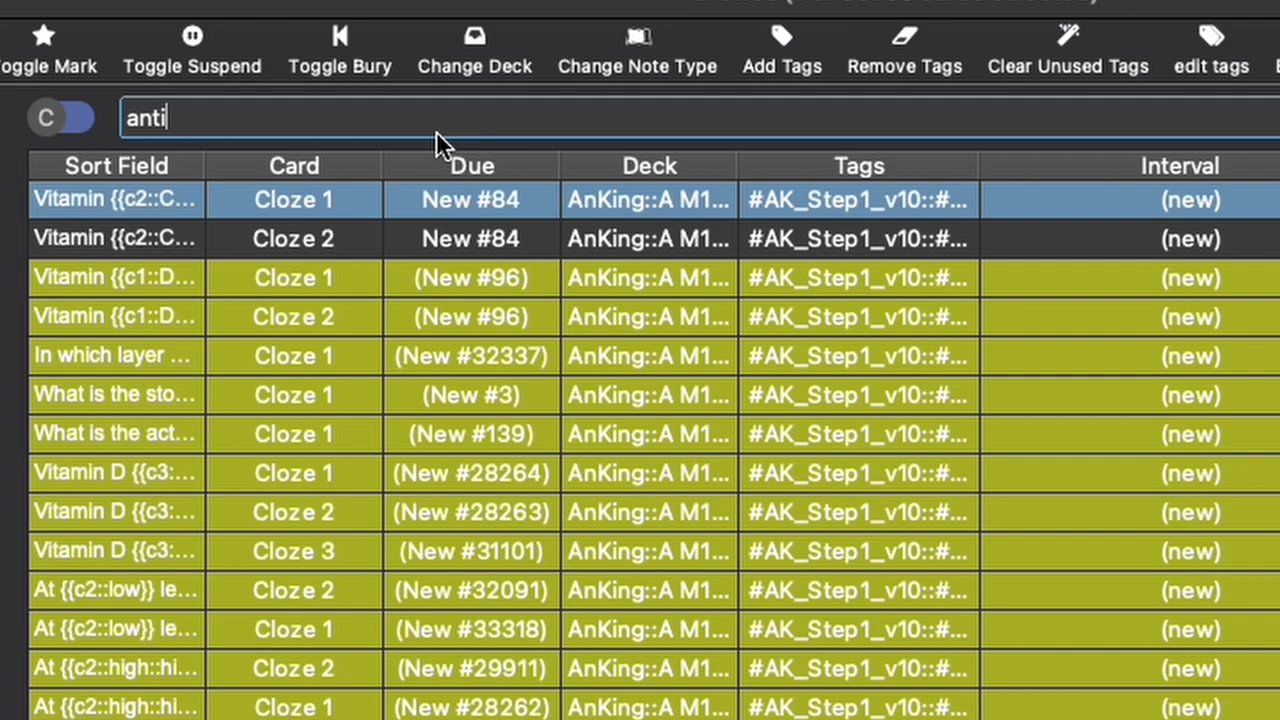 oggle Mark Toggle Suspend Toggle Bury Change Deck Change Note Type Add Tags Remove Tags Clear Unused Tags edit tags
C anti
Sort Field Card Due Deck Tags Interval
Vitamin {{c2::C... Cloze 1 New #84 AnKing::A M1... #AK_Step1_v10::#... (new)
Vitamin {{c2::C... Cloze 2 New #84 AnKing::A M1... #AK_Step1_v10::#... (new)
Vitamin {{c1::D... Cloze 1 (New #96) AnKing::A M1... #AK_Step1_v10::#... (new)
Vitamin {{c1::D... Cloze 2 (New #96) AnKing::A M1... #AK_Step1_v10::#... (new)
In which layer ... Cloze 1 (New #32337) AnKing::A M1... #AK_Step1_v10::#... (new)
What is the sto... Cloze 1 (New #3) AnKing::A M1... #AK_Step1_v10::#... (new)
What is the act... Cloze 1 (New #139) AnKing::A M1... #AK_Step1_v10::#... (new)
Vitamin D {{c3:... Cloze 1 (New #28264) AnKing::A M1... #AK_Step1_v10::#... (new)
Vitamin D {{c3:... Cloze 2 (New #28263) AnKing::A M1... #AK_Step1_v10::#... (new)
Vitamin D {{c3:... Cloze 3 (New #31101) AnKing::A M1... #AK_Step1_v10::#... (new)
At {{c2::low}} le... Cloze 2 (New #32091) AnKing::A M1... #AK_Step1_v10::#... (new)
At {{c2::low}} le... Cloze 1 (New #33318) AnKing::A M1... #AK_Step1_v10::#... (new)
At {{c2::high::hi... Cloze 2 (New #29911) AnKing::A M1... #AK_Step1_v10::#... (new)
At {{c2::high::hi... Cloze 1 (New #28262) AnKing::A M1... #AK_Step1_v10::#... (new)